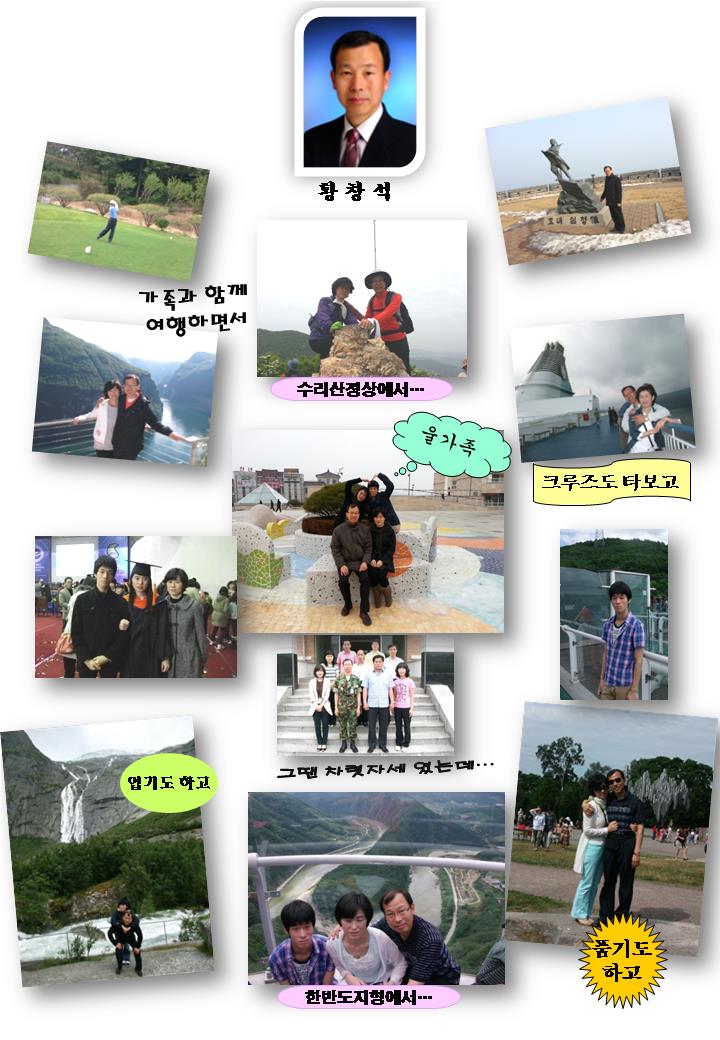 황 창 석
가족과 함께
여행하면서
수리산정상에서…
울가족
크루즈도 타보고
그땐 차렷자세 였는데…
업기도 하고
한반도지형에서…
품기도
하고